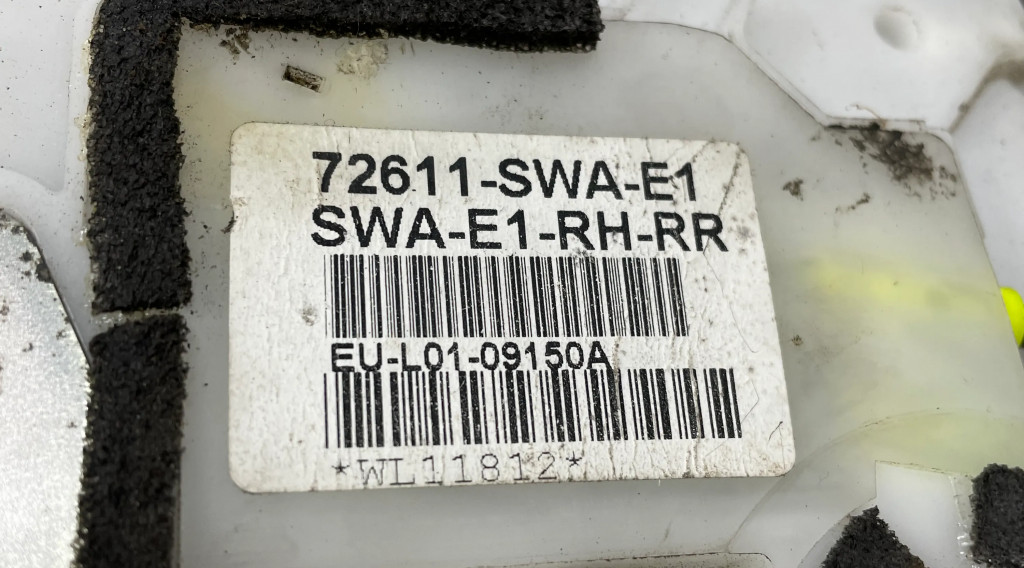 72611-SWA-E1
SWA-E1-RH-RR
EU-L01-09150A
*WL11812*